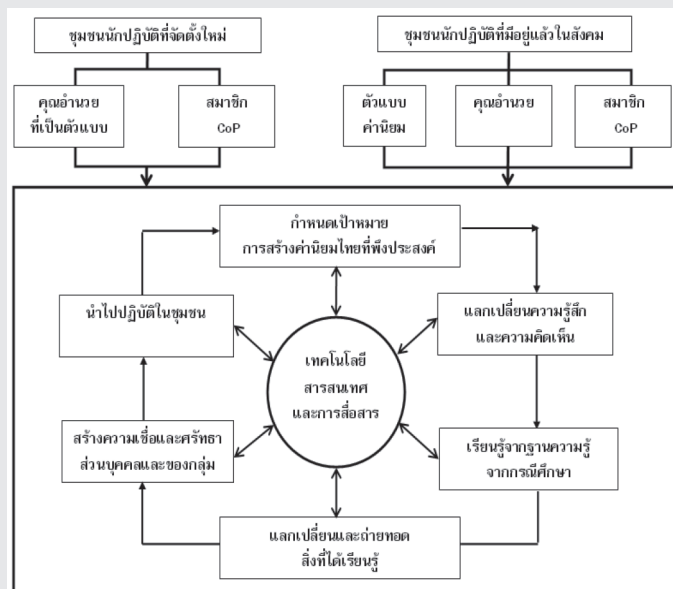 ชุมชนนักปฏิบัติที่จัดตั้งใหม่
ชุมชนนักปฏิบัติที่มีอยู่แล้วในสังคม
คุณอำนวย
ที่เป็นตัวแบบ
สมาชิก
CoP
ตัวแบบ
ค่านิยม
คุณอำนวย
สมาชิก
CoP
กำหนดเป้าหมาย
การสร้างค่านิยมไทยที่พึงประสงค์
นำไปปฏิบัติในชุมชน
แลกเปลี่ยนความรู้สึก
และความคิดเห็น
เทคโนโลยี
สารสนเทศ
และการสื่อสาร
สร้างความเชื่อและศรัทธา
ส่วนบุคคลและของกลุ่ม
เรียนรู้จากฐานความรู้
จากกรณีศึกษา
แลกเปลี่ยนและถ่ายทอด
สิ่งที่ได้เรียนรู้